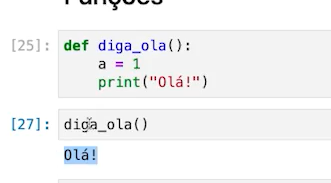 Funções
[25]: def diga_ola():
a = 1
print("Olá!")
[27]: diga_ola()
Olá!